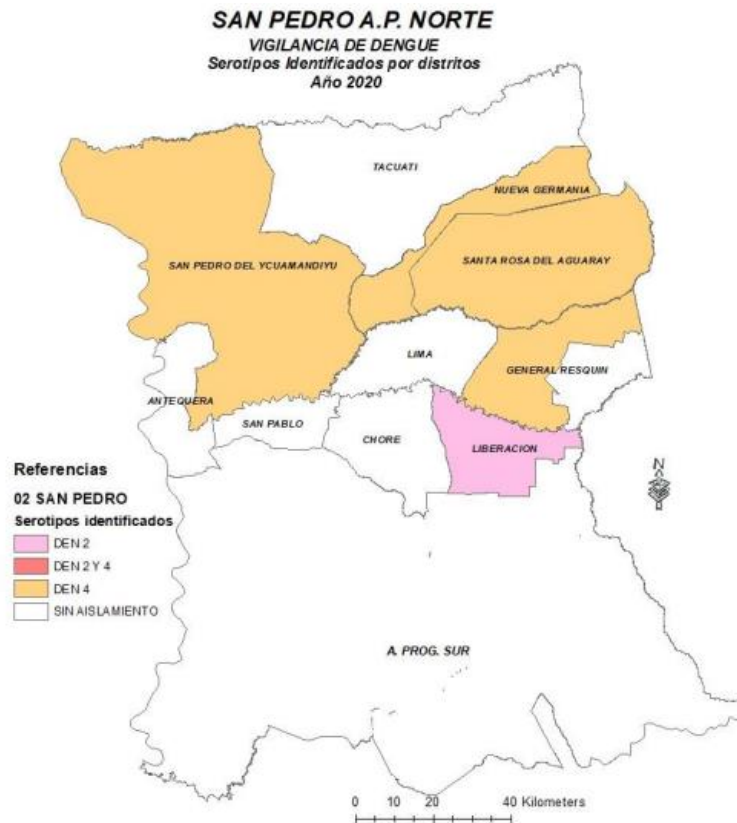 SAN PEDRO A.P. NORTE
VIGILANCIA DE DENGUE
Serotipos Identificados por distritos
Año 2020
TACUATI
NUEVA GERMANIA
SAN PEDRO DEL YCUAMANDIYU
SANTA ROSA DEL AGUARAY
LIMA
GENERAL RESQUIN
ANTEQUERA
SAN PABLO
CHORE
LIBERACION
Referencias
02 SAN PEDRO
Serotipos identificados
DEN 2
DEN 2 Y 4
DEN 4
SIN AISLAMIENTO
N
A. PROG. SUR
0 10 20 40 Kilometers